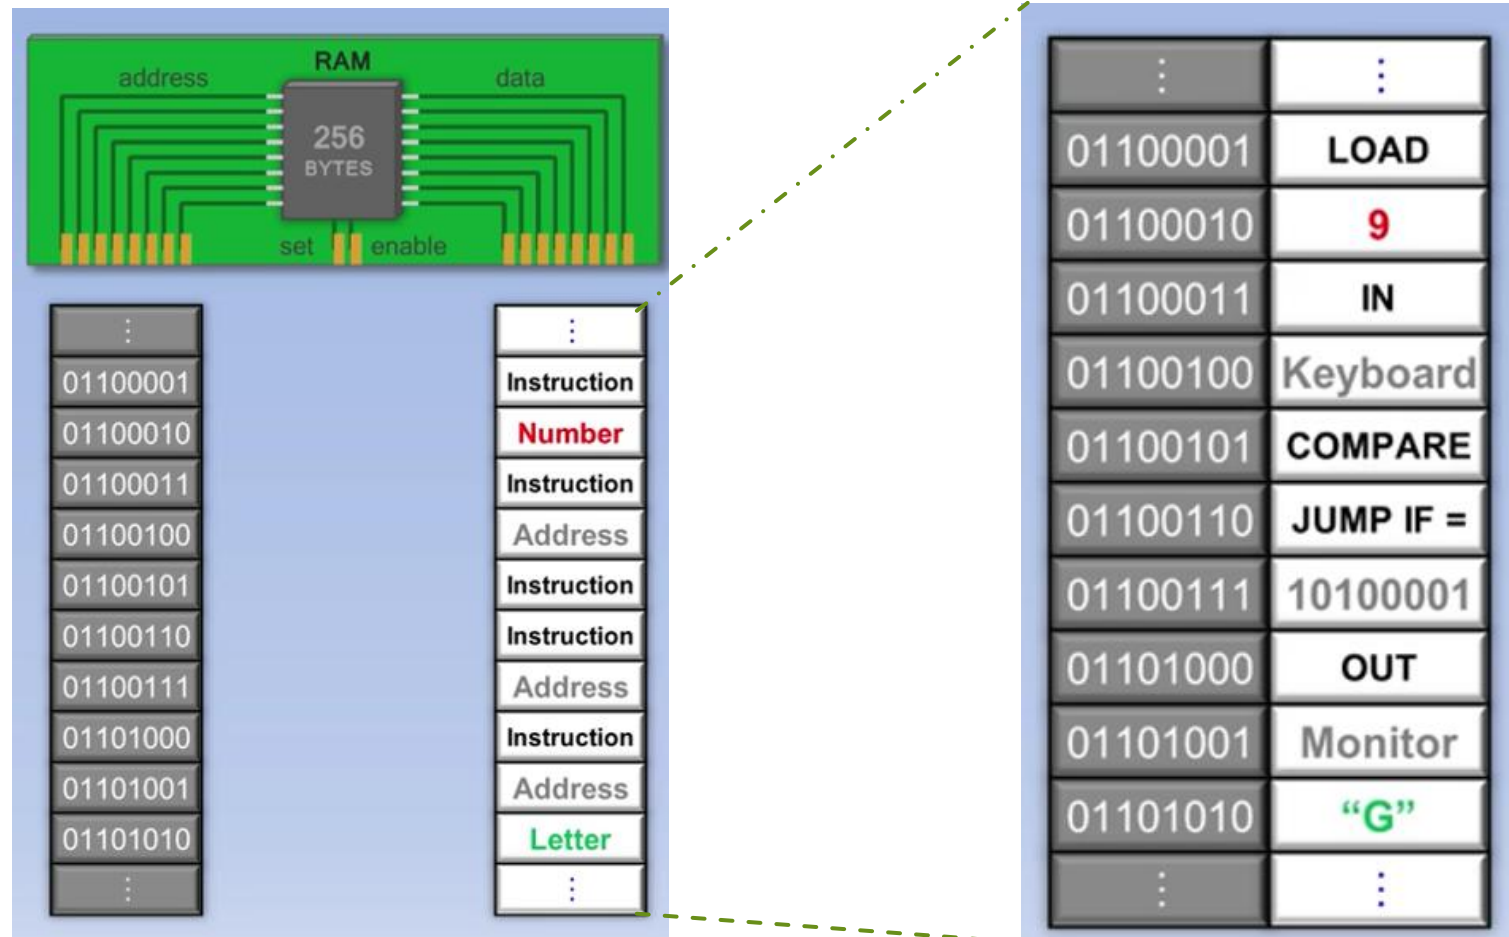 RAM
address
data
256
BYTES
set
enable
⋮ ⋮
01100001 Instruction
01100010 Number
01100011 Instruction
01100100 Address
01100101 Instruction
01100110 Instruction
01100111 Address
01101000 Instruction
01101001 Address
01101010 Letter
⋮ ⋮
⋮ ⋮
01100001 LOAD
01100010 9
01100011 IN
01100100 Keyboard
01100101 COMPARE
01100110 JUMP IF =
01100111 10100001
01101000 OUT
01101001 Monitor
01101010 “G”
⋮ ⋮